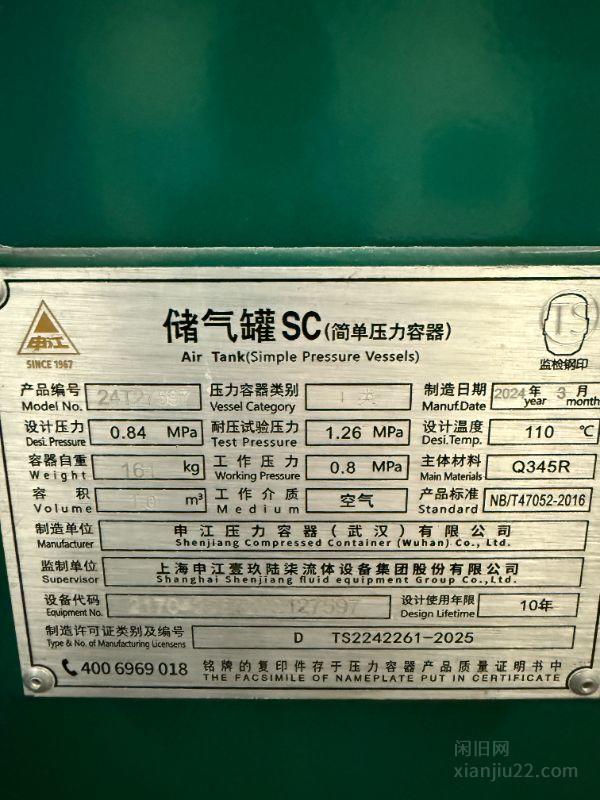 申江
SINCE 1967
储气罐SC(简单压力容器)
Air Tank(Simple Pressure Vessels)
TS
监检钢印
产品编号 压力容器类别 I 类 制造日期 2024年 3 月
Model No. Vessel Category Manuf.Date year month
设计压力 0.84 MPa 耐压试验压力 1.26 MPa 设计温度 110 ℃
Desi. Pressure Test Pressure Desi.Temp.
容器自重 kg 工作压力 0.8 MPa 主体材料 Q345R
Weight Working Pressure Main Materials
容积 1.0 m³ 工作介质 空气 产品标准 NB/T47052-2016
Volume Medium Standard
制造单位 申江压力容器(武汉)有限公司
Manufacturer Shenjiang Compressed Container (Wuhan) Co., Ltd.
监制单位 上海申江壹玖陆柒流体设备集团股份有限公司
Supervisor Shanghai Shenjiang fluid equipment Group Co.,Ltd.
设备代码 设计使用年限 10年
Equipment No. Design Lifetime
制造许可证类别及编号 D TS2242261-2025
Type & No. of Manufacturing Licensens
400 6969 018 铭牌的复印件存于压力容器产品质量证明书中
THE FACSIMILE OF NAMEPLATE PUT IN CERTIFICATE
闲旧网
xianjiu22.com